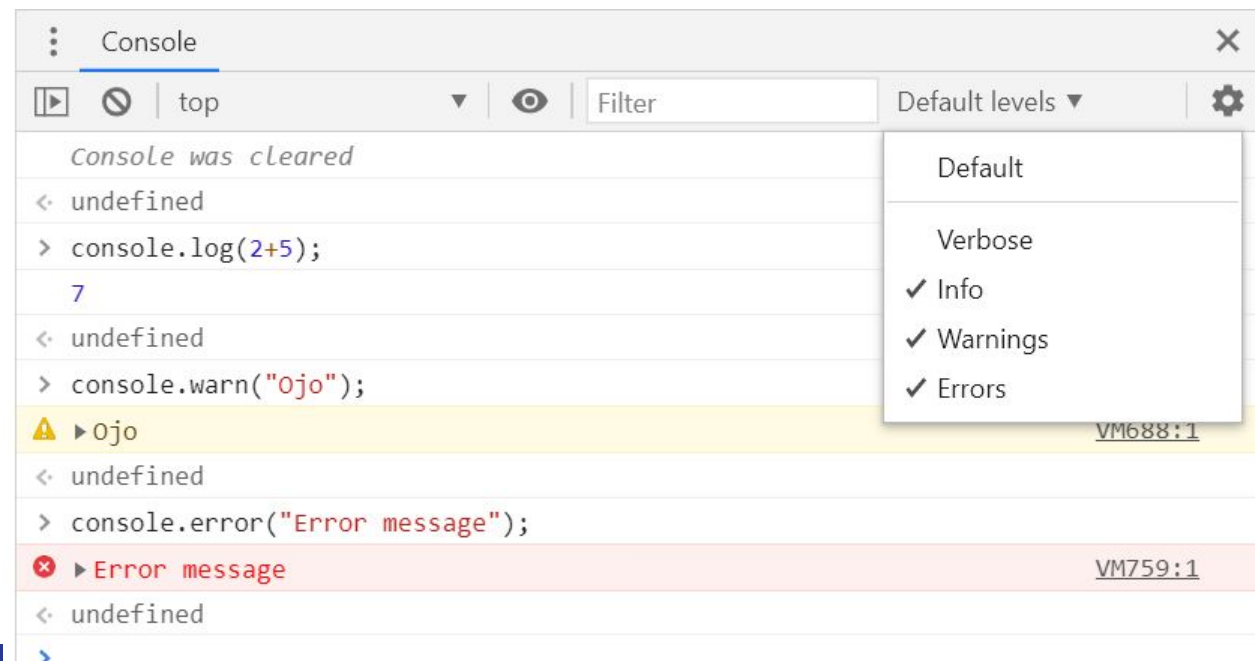 Console
top Filter Default levels
Console was cleared
undefined
console.log(2+5);
7
undefined
console.warn("Ojo");
Ojo VM688:1
undefined
console.error("Error message");
Error message VM759:1
undefined
Default
Verbose
Info
Warnings
Errors